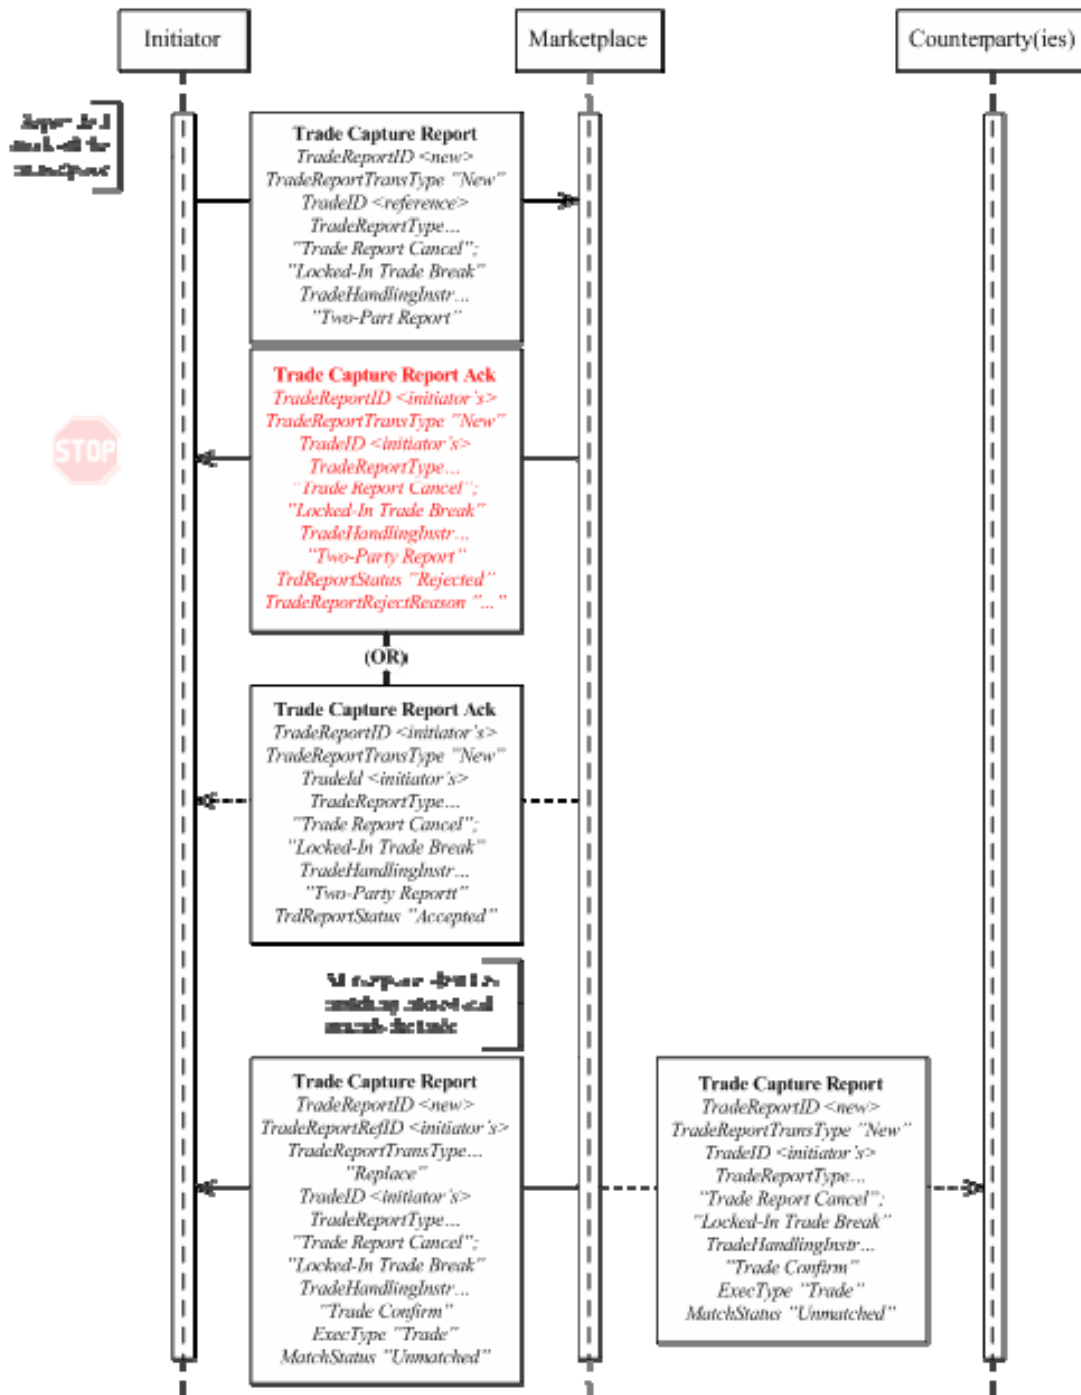 Initiator
Marketplace
Counterparty(ies)
Trade Capture Report
TradeReportID <new>
TradeReportTransType "New"
TradeID <reference>
TradeReportType...
"Trade Report Cancel";
"Locked-In Trade Break"
TradeHandlingInstr...
"Two-Part Report"
Trade Capture Report Ack
TradeReportID <initiator's>
TradeReportTransType "New"
TradeID <initiator's>
TradeReportType...
"Trade Report Cancel";
"Locked-In Trade Break"
TradeHandlingInstr...
"Two-Party Report"
TrdReportStatus "Rejected"
TradeReportRejectReason "..."
STOP
(OR)
Trade Capture Report Ack
TradeReportID <initiator's>
TradeReportTransType "New"
TradeId <initiator's>
TradeReportType...
"Trade Report Cancel";
"Locked-In Trade Break"
TradeHandlingInstr...
"Two-Party Reportt"
TrdReportStatus "Accepted"
Trade Capture Report
TradeReportID <new>
TradeReportRefID <initiator's>
TradeReportTransType...
"Replace"
TradeID <initiator's>
TradeReportType...
"Trade Report Cancel";
"Locked-In Trade Break"
TradeHandlingInstr...
"Trade Confirm"
ExecType "Trade"
MatchStatus "Unmatched"
Trade Capture Report
TradeReportID <new>
TradeReportTransType "New"
TradeID <initiator's>
TradeReportType...
"Trade Report Cancel";
"Locked-In Trade Break"
TradeHandlingInstr...
"Trade Confirm"
ExecType "Trade"
MatchStatus "Unmatched"